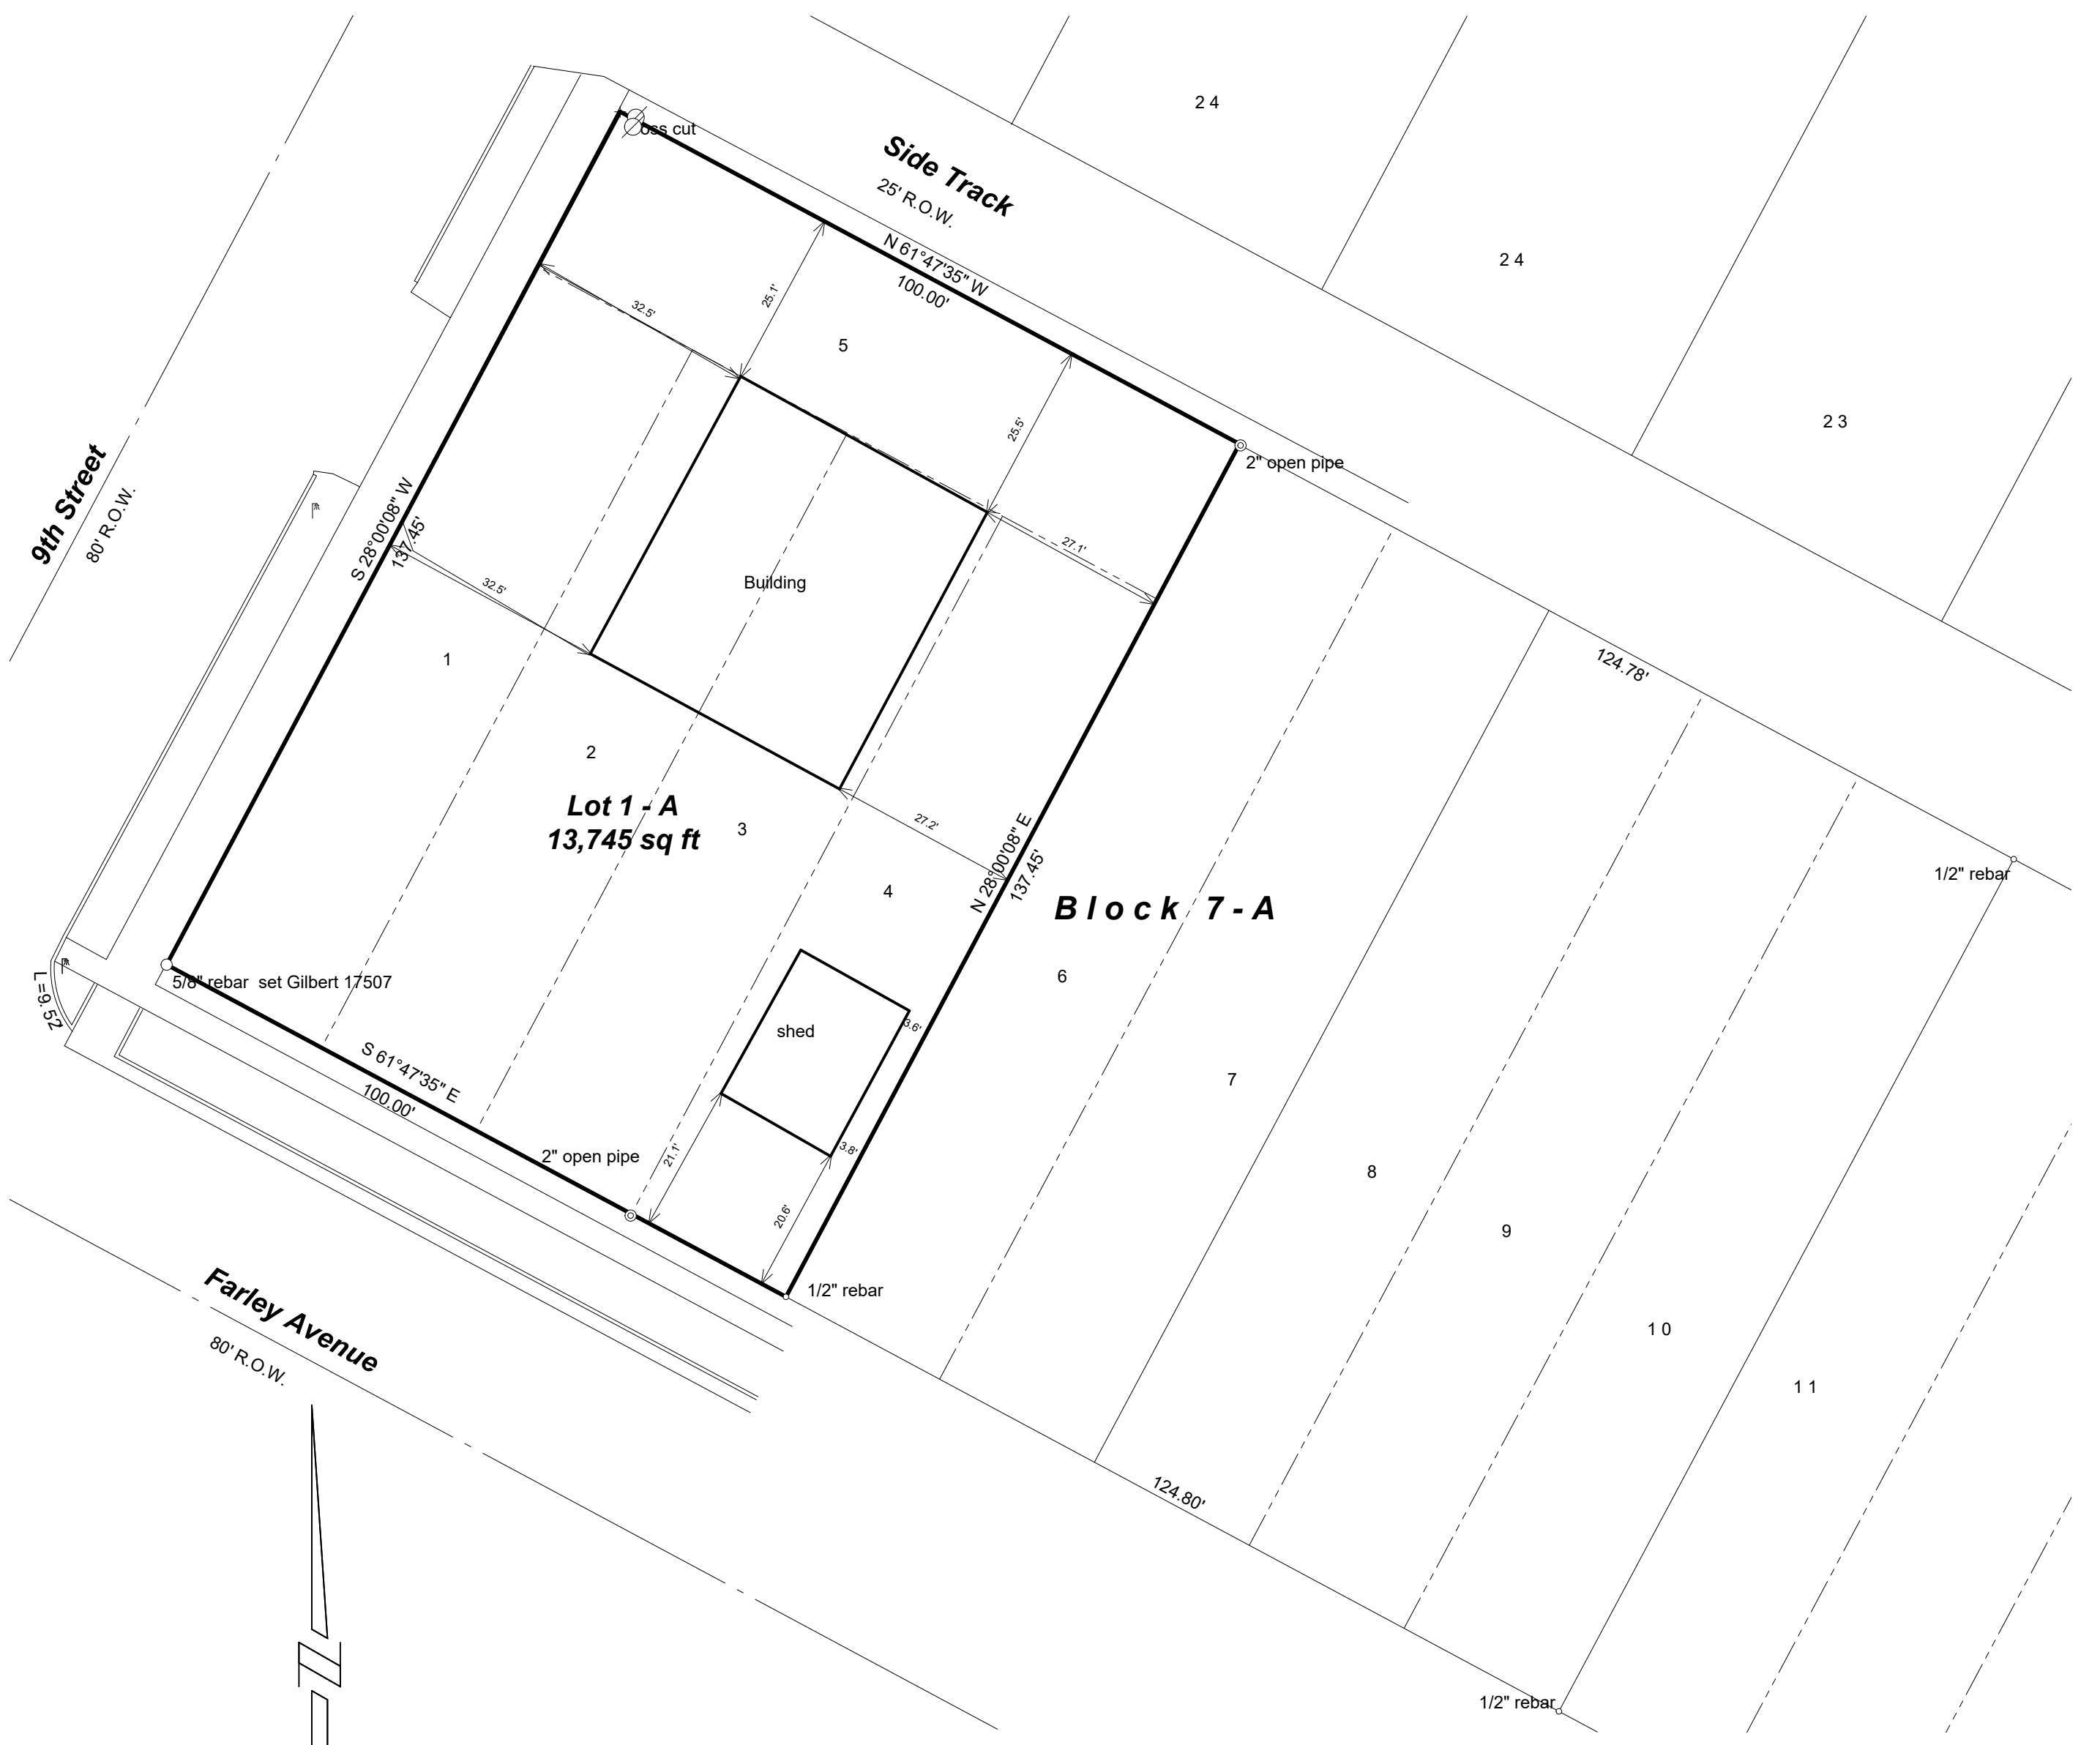 2 4
oss cut
Side Track
25' R.O.W.
N 61°47'35" W
100.00'
2 4
32.5'
25.1'
5
25.5'
2 3
2" open pipe
9th Street
80' R.O.W.
S 28°00'08" W
137.45'
27.1'
32.5'
Building
1
124.78'
2
Lot 1 - A
13,745 sq ft
3
27.2'
4
N 28°00'08" E
137.45'
Block 7-A
1/2" rebar
6
5/8" rebar set Gilbert 17507
L=9.52
shed
3.6'
7
S 61°47'35" E
100.00'
2" open pipe
21.1'
3.8'
20.6'
8
9
1/2" rebar
Farley Avenue
80' R.O.W.
1 0
1 1
124.80'
1/2" rebar
N